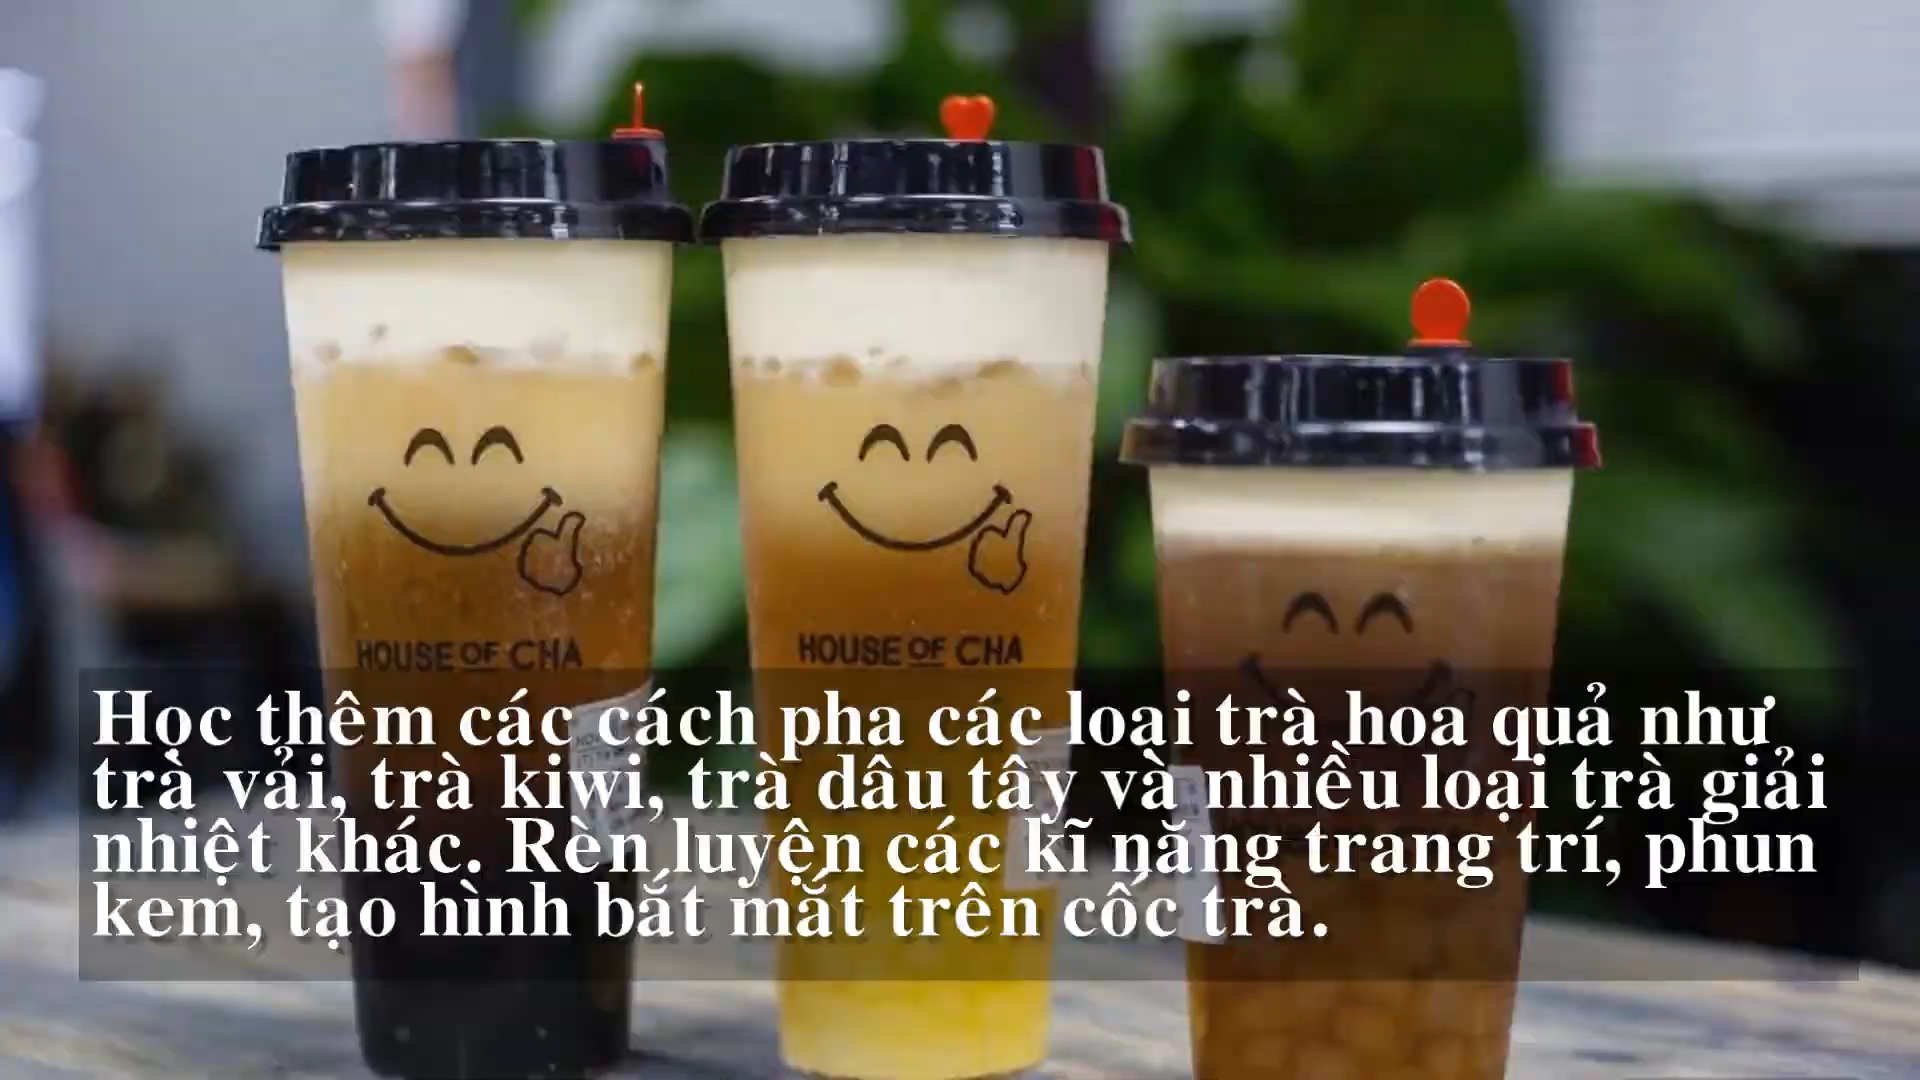 HOUSE OF CHA
HOUSE OF CHA
Học thêm các cách pha các loại trà hoa quả như
trà vải, trà kiwi, trà dâu tây và nhiều loại trà giải
nhiệt khác. Rèn luyện các kĩ năng trang trí, phun
kem, tạo hình bắt mắt trên cốc trà.